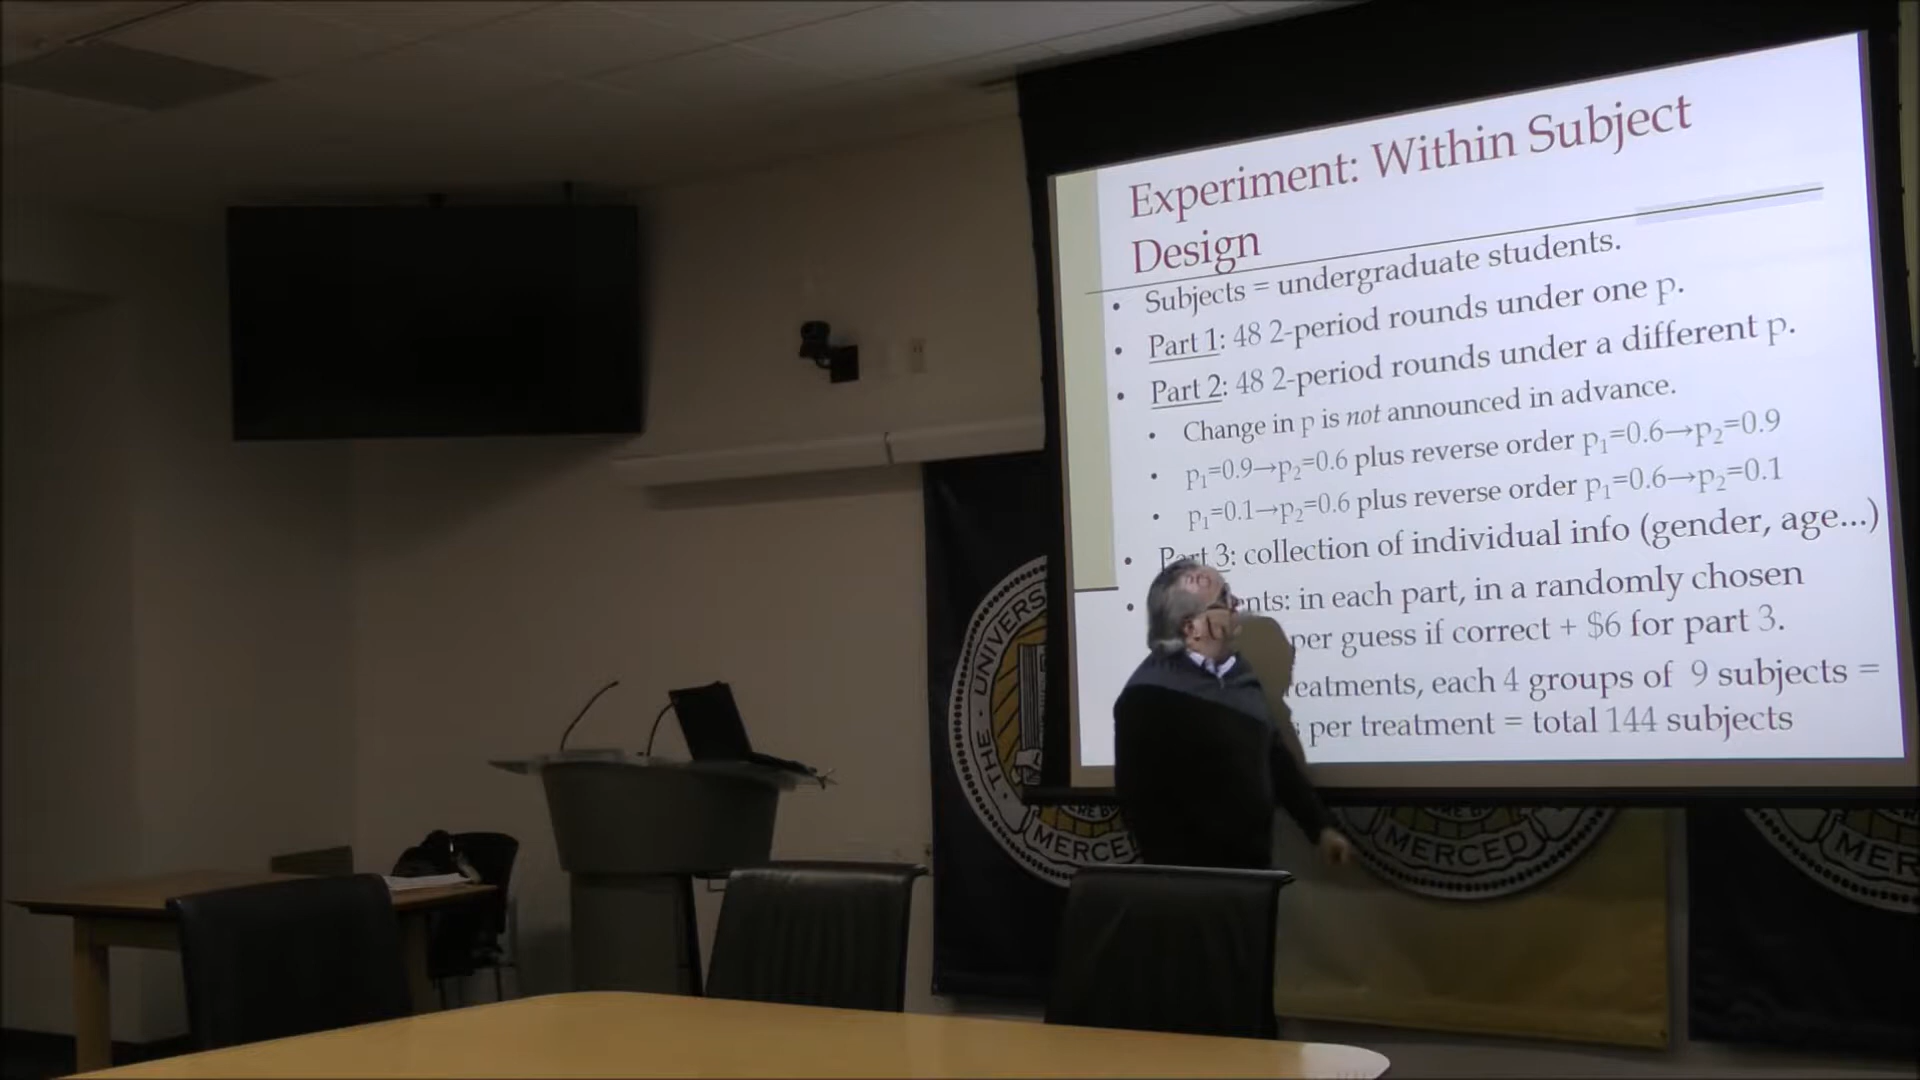 Experiment: Within Subject
Design
• Subjects = undergraduate students.
• Part 1: 48 2-period rounds under one p.
• Part 2: 48 2-period rounds under a different p.
• Change in p is not announced in advance.
• p₁=0.9→p₂=0.6 plus reverse order p₁=0.6→p₂=0.9
• p₁=0.1→p₂=0.6 plus reverse order p₁=0.6→p₂=0.1
• Part 3: collection of individual info (gender, age...)
• in each part, in a randomly chosen
per guess if correct + $6 for part 3.
each 4 groups of 9 subjects =
per treatment = total 144 subjects
THE · UNIVERS
MERCED
MERCED
MER